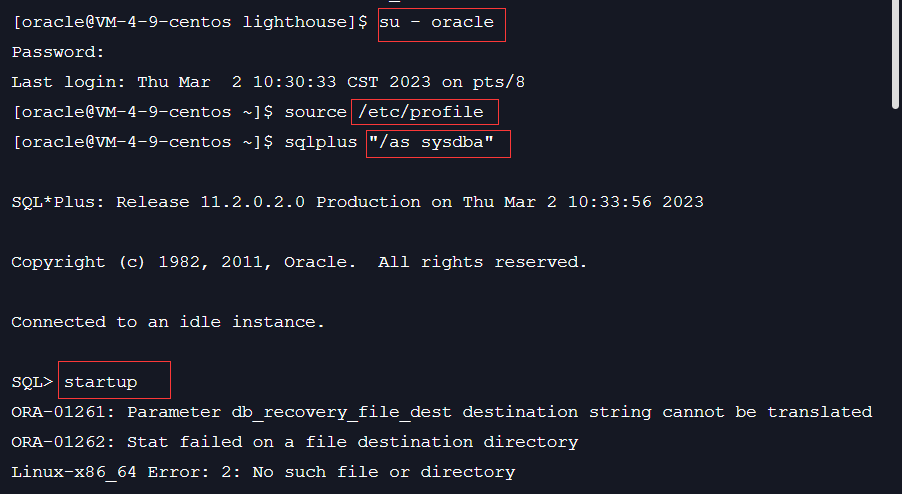 [oracle@VM-4-9-centos lighthouse]$ su - oracle
Password:
Last login: Thu Mar  2 10:30:33 CST 2023 on pts/8
[oracle@VM-4-9-centos ~]$ source /etc/profile
[oracle@VM-4-9-centos ~]$ sqlplus "/as sysdba"
SQL*Plus: Release 11.2.0.2.0 Production on Thu Mar 2 10:33:56 2023
Copyright (c) 1982, 2011, Oracle.  All rights reserved.
Connected to an idle instance.
SQL> startup
ORA-01261: Parameter db_recovery_file_dest destination string cannot be translated
ORA-01262: Stat failed on a file destination directory
Linux-x86_64 Error: 2: No such file or directory